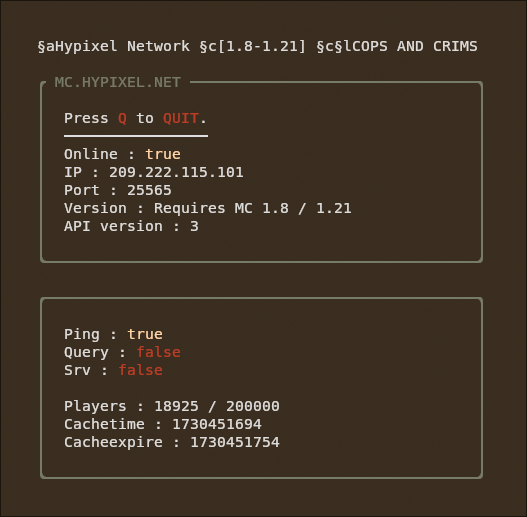 §aHypixel Network §c[1.8-1.21] §c§lCOPS AND CRIMS
MC.HYPIXEL.NET
Press Q to QUIT.
Online : true
IP : 209.222.115.101
Port : 25565
Version : Requires MC 1.8 / 1.21
API version : 3
Ping : true
Query : false
Srv : false
Players : 18925 / 200000
Cachetime : 1730451694
Cacheexpire : 1730451754